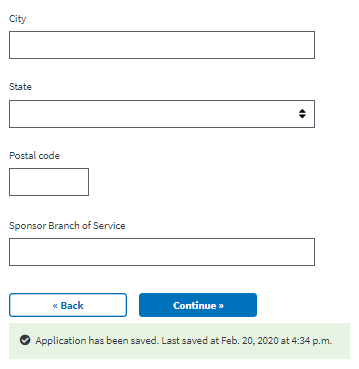 City
State
Postal code
Sponsor Branch of Service
« Back
Continue »
Application has been saved. Last saved at Feb. 20, 2020 at 4:34 p.m.